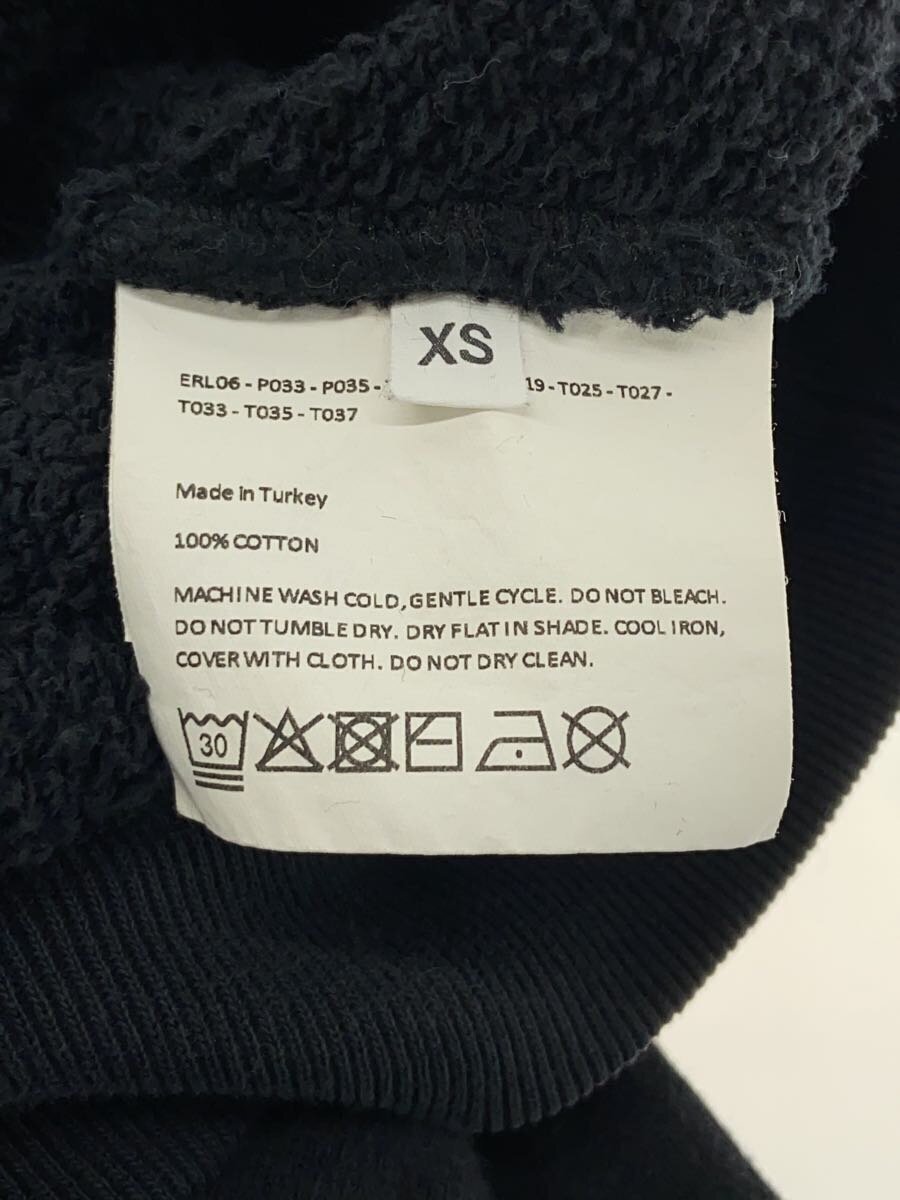 XS
ERL06 - P033 - P035 - 19 - T025 - T027 -
T033 - T035 - T037
Made in Turkey
100% COTTON
MACHINE WASH COLD, GENTLE CYCLE. DO NOT BLEACH.
DO NOT TUMBLE DRY. DRY FLAT IN SHADE. COOL IRON,
COVER WITH CLOTH. DO NOT DRY CLEAN.
30